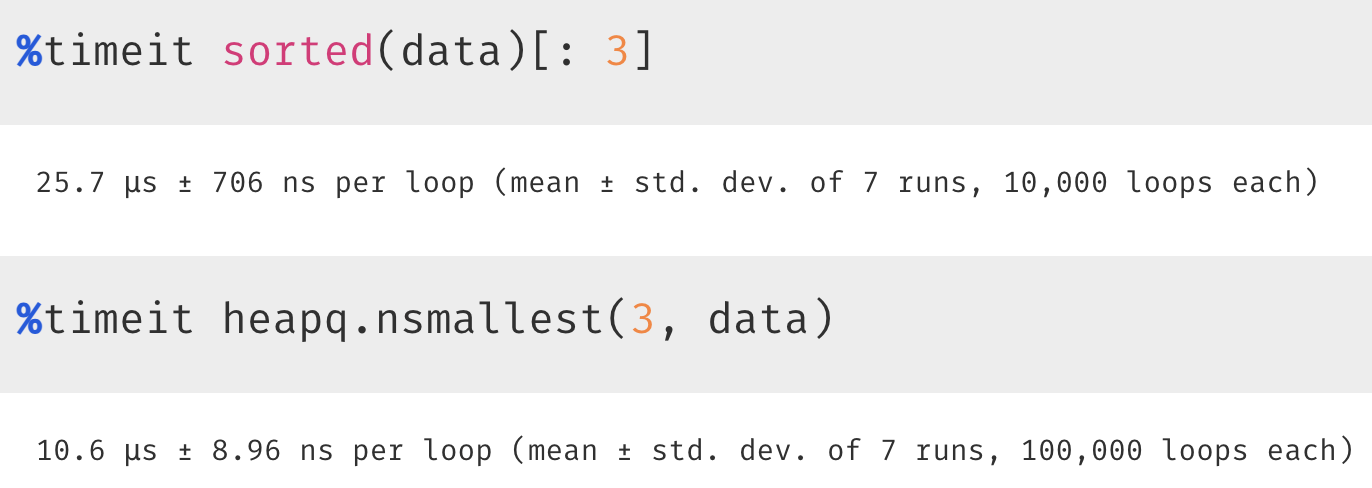 %timeit sorted(data)[: 3]
25.7 µs ± 706 ns per loop (mean ± std. dev. of 7 runs, 10,000 loops each)
%timeit heapq.nsmallest(3, data)
10.6 µs ± 8.96 ns per loop (mean ± std. dev. of 7 runs, 100,000 loops each)